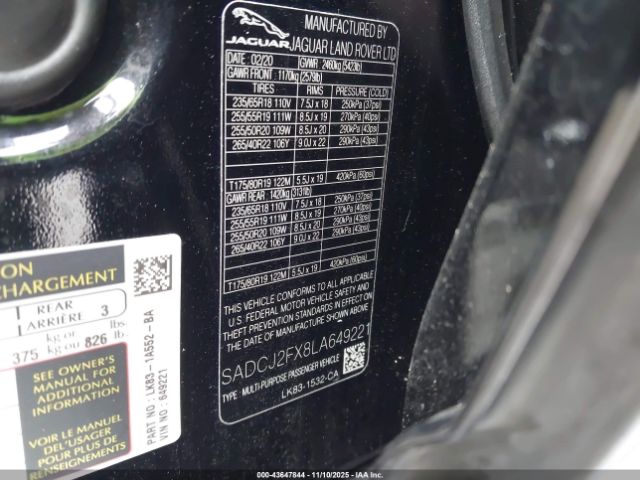 JAGUAR
MANUFACTURED BY
JAGUAR LAND ROVER LTD
DATE: 02/20 GVWR 2460kg (5423lb)
GAWR FRONT : 1170kg (2579lb)
TIRES RIMS PRESSURE (COLD)
235/65R18 110V 7.5J x 18 250kPa (37psi)
255/55R19 111W 8.5J x 19 270kPa (40psi)
255/50R20 109W 8.5J x 20 290kPa (43psi)
265/40R22 106Y 9.0J x 22 290kPa (43psi)
T175/80R19 122M 5.5J x 19 420kPa (60psi)
GAWR REAR 1420kg (3131lb)
235/65R18 110V 7.5J x 18 250kPa (37psi)
255/55R19 111W 8.5J x 19 270kPa (40psi)
255/50R20 109W 8.5J x 20 290kPa (43psi)
265/40R22 106Y 9.0J x 22 290kPa (43psi)
T175/80R19 122M 5.5J x 19 420kPa (60psi)
THIS VEHICLE CONFORMS TO ALL APPLICABLE
U.S. FEDERAL MOTOR VEHICLE SAFETY AND
THEFT PREVENTION STANDARDS IN EFFECT ON
THE DATE OF MANUFACTURE SHOWN ABOVE
SADCJ2FX8LA649221
TYPE : MULTI-PURPOSE PASSENGER VEHICLE
LK83-1532-CA
ION
CHARGEMENT
REAR
ARRIÈRE 3
kg or lbs
375 kg ou 826 lb.
SEE OWNER'S
MANUAL FOR
ADDITIONAL
INFORMATION
VOIR LE MANUEL
DE L'USAGER
POUR PLUS DE
RENSEIGNEMENTS
PART NO: LK83-1A552-BA
VIN NO: 649221
000-43647844 — 11/10/2025 — IAAI.CA